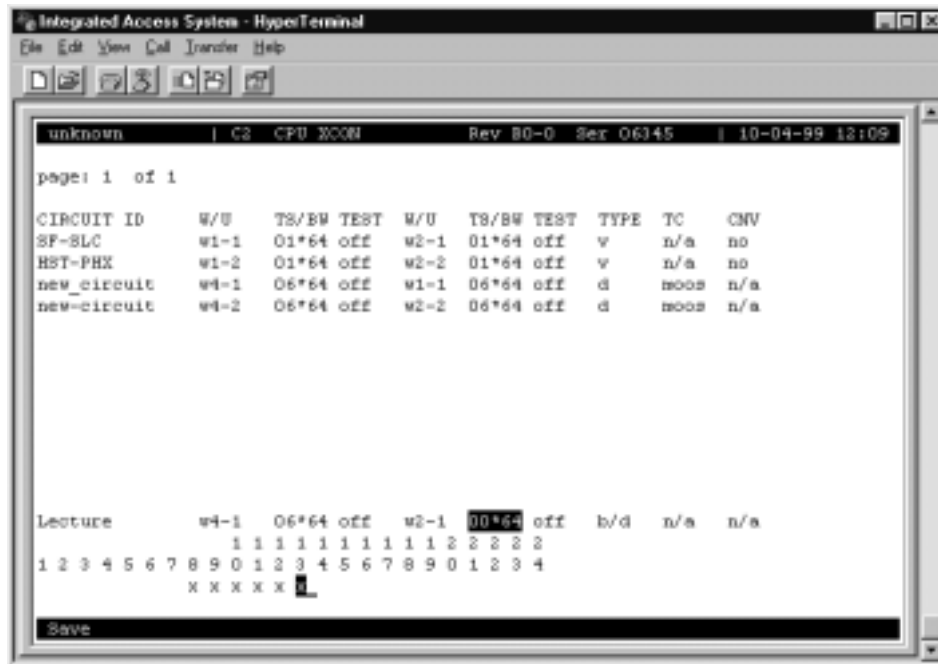 Integrated Access System - HyperTerminal
File Edit View Call Transfer Help
unknown | C2 CPU XCON Rev B0-0 Ser 06345 | 10-04-99 12:09
page: 1 of 1
CIRCUIT ID W/U TS/BW TEST W/U TS/BW TEST TYPE TC CNV
SF-SLC w1-1 01*64 off w2-1 01*64 off v n/a no
HST-PHX w1-2 01*64 off w2-2 01*64 off v n/a no
new_circuit w4-1 06*64 off w1-1 06*64 off d moos n/a
new-circuit w4-2 06*64 off w2-2 06*64 off d moos n/a
Lecture w4-1 06*64 off w2-1 00*64 off b/d n/a n/a
1 1 1 1 1 1 1 1 1 1 2 2 2 2 2
1 2 3 4 5 6 7 8 9 0 1 2 3 4 5 6 7 8 9 0 1 2 3 4
x x x x x x
Save